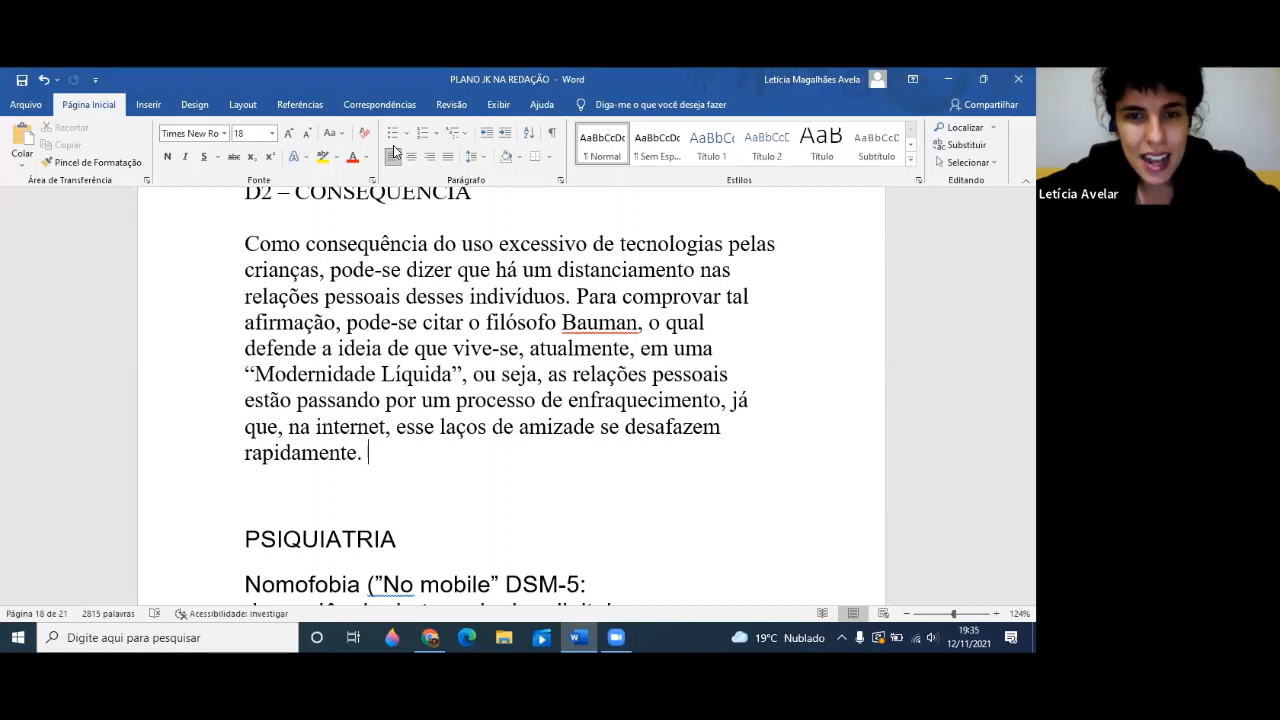 PLANO JK NA REDAÇÃO - Word
Letícia Magalhães Avela
Arquivo
Página Inicial
Inserir
Design
Layout
Referências
Correspondências
Revisão
Exibir
Ajuda
Diga-me o que você deseja fazer
Compartilhar
Colar
Recortar
Copiar
Pincel de Formatação
Área de Transferência
Times New Ro
18
Aa
N I S abc x₂ x²
Fonte
Parágrafo
AaBbCcDc AaBbCcDc AaBbCc AaBbCcD AaB AaBbCcD
¶ Normal
¶ Sem Esp...
Título 1
Título 2
Título
Subtítulo
Estilos
Localizar
Substituir
Selecionar
Editando
Letícia Avelar
D2 – CONSEQUÊNCIA
Como consequência do uso excessivo de tecnologias pelas
crianças, pode-se dizer que há um distanciamento nas
relações pessoais desses indivíduos. Para comprovar tal
afirmação, pode-se citar o filósofo Bauman, o qual
defende a ideia de que vive-se, atualmente, em uma
“Modernidade Líquida”, ou seja, as relações pessoais
estão passando por um processo de enfraquecimento, já
que, na internet, esse laços de amizade se desafazem
rapidamente.
PSIQUIATRIA
Nomofobia (”No mobile” DSM-5:
Página 18 de 21
2815 palavras
Acessibilidade: investigar
124%
Digite aqui para pesquisar
19°C Nublado
19:35
12/11/2021